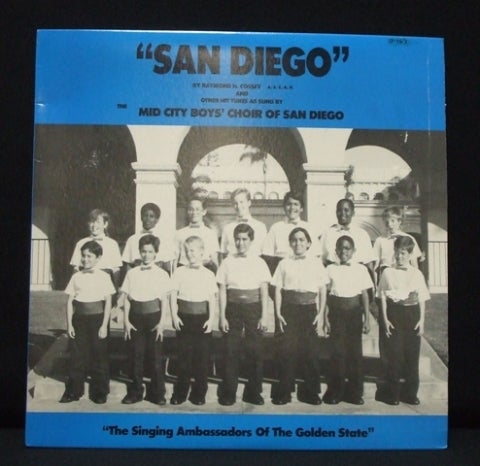 "SAN DIEGO"
BY RAYMOND H. COSSEY A. S. C. A. P.
AND
OTHER HIT TUNES AS SUNG BY
THE MID CITY BOYS' CHOIR OF SAN DIEGO
"The Singing Ambassadors Of The Golden State"